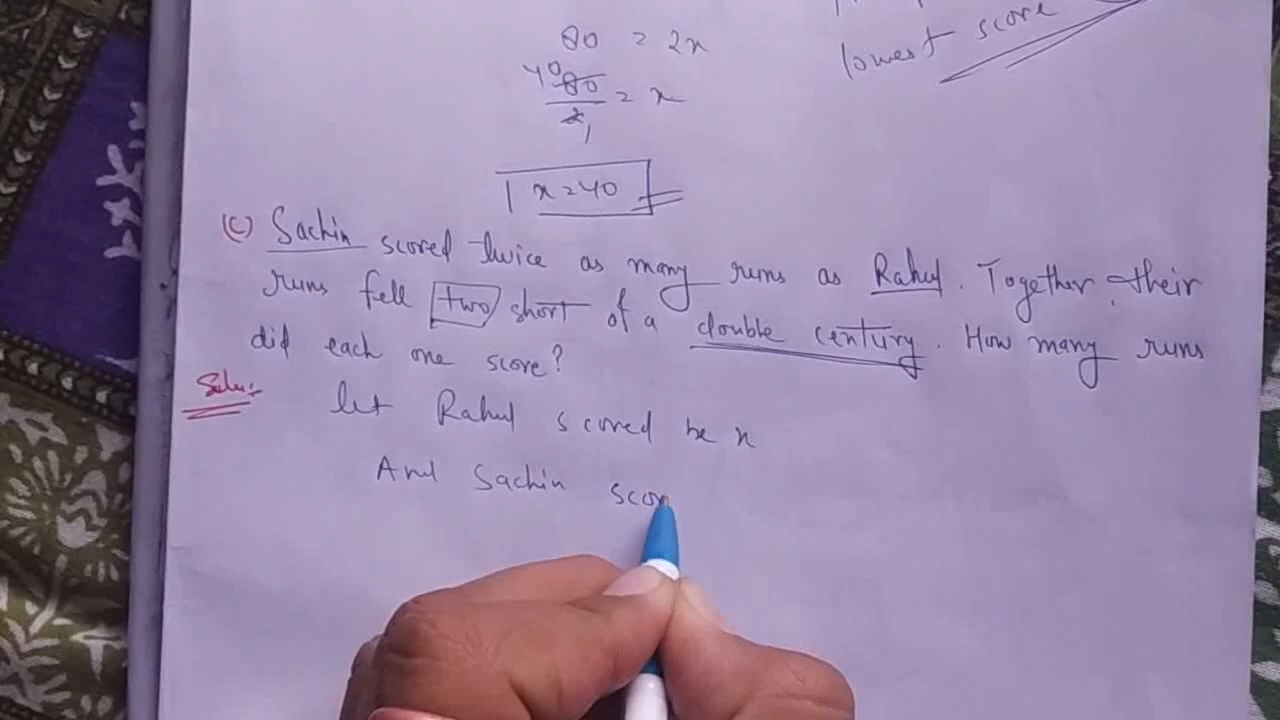 lowest score
80 = 2x
40 80
2 1 = x
x = 40
(c) Sachin scored twice as many runs as Rahul. Together their
runs fell two short of a double century. How many runs
did each one score?
Solu:-
let Rahul scored be x
And Sachin scor